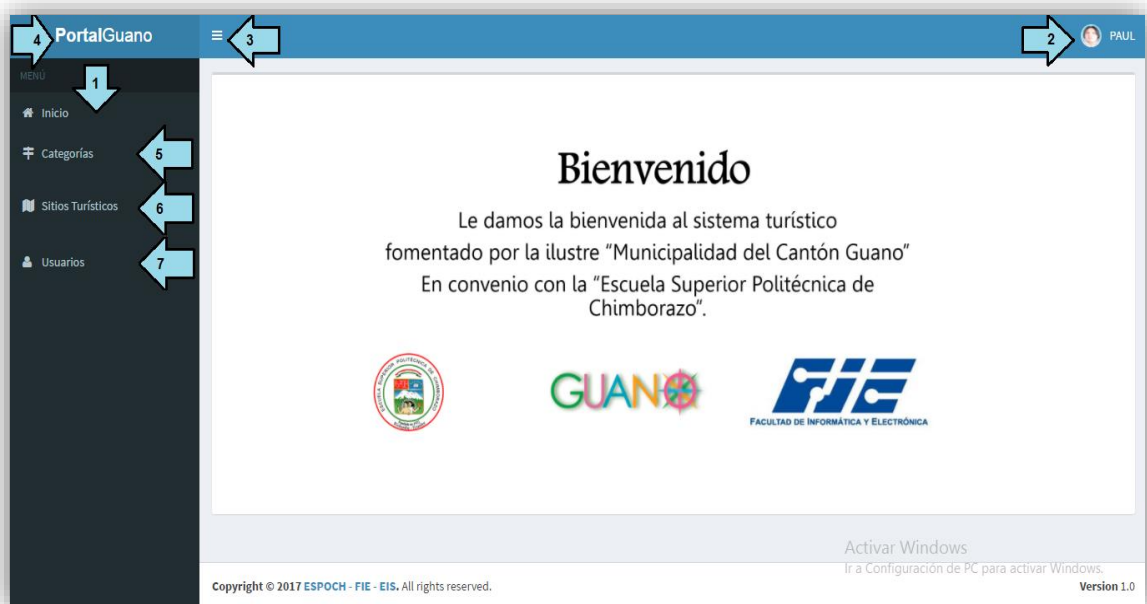 4
PortalGuano
3
2
PAUL
MENÚ
1
Inicio
Categorías
5
Sitios Turísticos
6
Usuarios
7
Bienvenido
Le damos la bienvenida al sistema turístico
fomentado por la ilustre “Municipalidad del Cantón Guano”
En convenio con la “Escuela Superior Politécnica de
Chimborazo”.
GUANO
FIE
FACULTAD DE INFORMÁTICA Y ELECTRÓNICA
Activar Windows
Ir a Configuración de PC para activar Windows.
Copyright © 2017 ESPOCH - FIE - EIS. All rights reserved.
Version 1.0